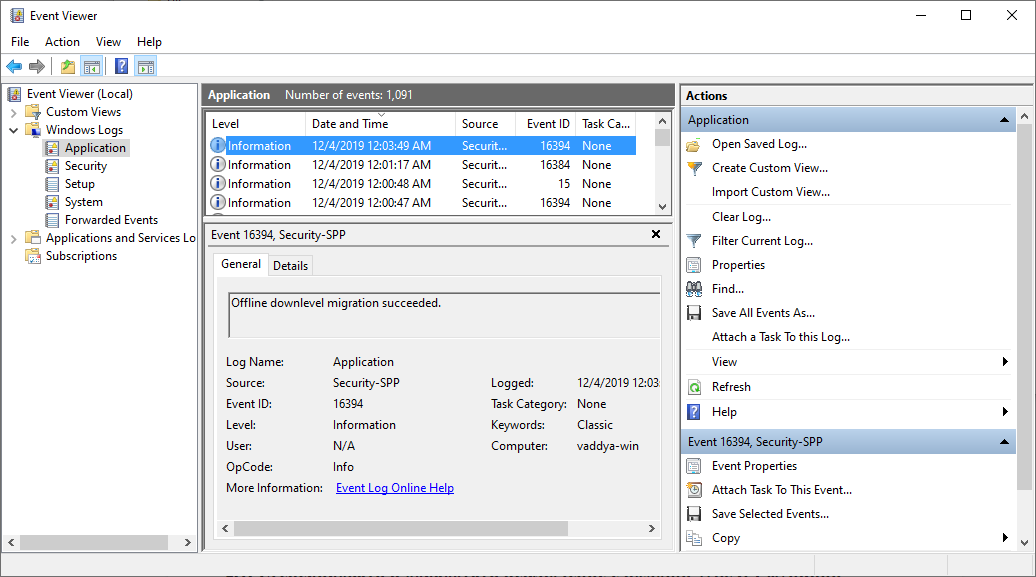 Event Viewer
File Action View Help
Event Viewer (Local)
Custom Views
Windows Logs
Application
Security
Setup
System
Forwarded Events
Applications and Services Lo
Subscriptions
Application Number of events: 1,091
Level Date and Time Source Event ID Task Ca...
Information 12/4/2019 12:03:49 AM Securit... 16394 None
Information 12/4/2019 12:01:17 AM Securit... 16384 None
Information 12/4/2019 12:00:48 AM Securit... 15 None
Information 12/4/2019 12:00:47 AM Securit... 16394 None
Event 16394, Security-SPP
General Details
Offline downlevel migration succeeded.
Log Name: Application
Source: Security-SPP Logged: 12/4/2019 12:03:
Event ID: 16394 Task Category: None
Level: Information Keywords: Classic
User: N/A Computer: vaddya-win
OpCode: Info
More Information: Event Log Online Help
Actions
Application
Open Saved Log...
Create Custom View...
Import Custom View...
Clear Log...
Filter Current Log...
Properties
Find...
Save All Events As...
Attach a Task To this Log...
View
Refresh
Help
Event 16394, Security-SPP
Event Properties
Attach Task To This Event...
Save Selected Events...
Copy